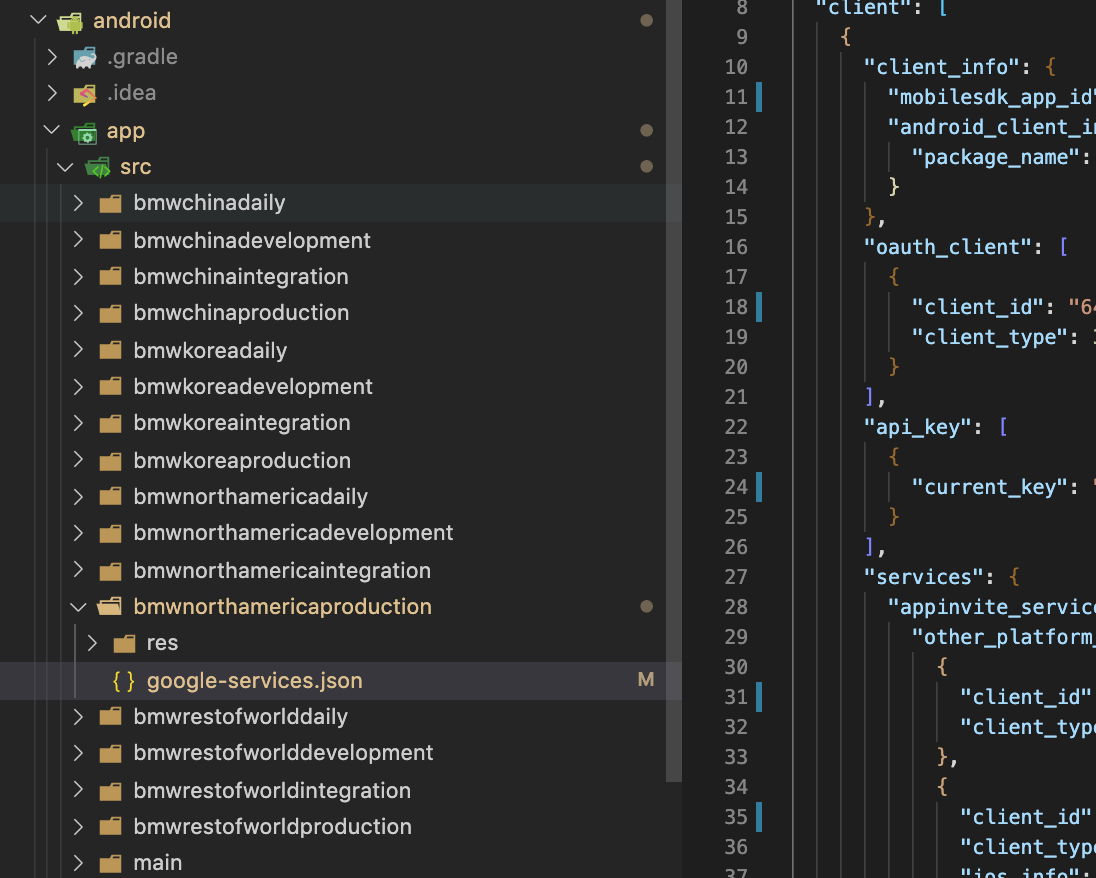 android
.gradle
.idea
app
src
bmwchinadaily
bmwchinadevelopment
bmwchinaintegration
bmwchinaproduction
bmwkoreadaily
bmwkoreadevelopment
bmwkoreaintegration
bmwkoreaproduction
bmwnorthamericadaily
bmwnorthamericadevelopment
bmwnorthamericaintegration
bmwnorthamericaproduction
res
{} google-services.json M
bmwrestofworlddaily
bmwrestofworlddevelopment
bmwrestofworldintegration
bmwrestofworldproduction
main
8 "client": [
9 {
10 "client_info": {
11 "mobilesdk_app_id"
12 "android_client_in
13 "package_name":
14 }
15 },
16 "oauth_client": [
17 {
18 "client_id": "64
19 "client_type": 3
20 }
21 ],
22 "api_key": [
23 {
24 "current_key": "
25 }
26 ],
27 "services": {
28 "appinvite_service
29 "other_platform_
30 {
31 "client_id"
32 "client_type
33 },
34 {
35 "client_id"
36 "client_type
37 "ios_info":